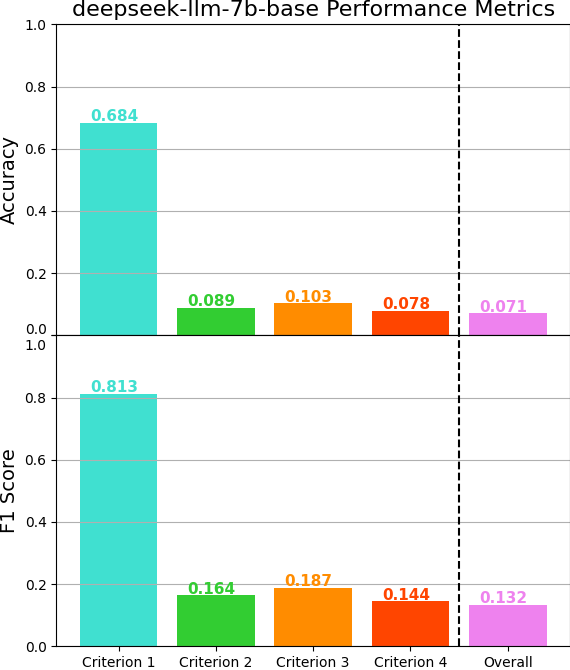 deepseek-llm-7b-base Performance Metrics
Accuracy
1.0
0.8
0.6
0.4
0.2
0.0
0.684
0.089
0.103
0.078
0.071
F1 Score
1.0
0.8
0.6
0.4
0.2
0.0
0.813
0.164
0.187
0.144
0.132
Criterion 1
Criterion 2
Criterion 3
Criterion 4
Overall